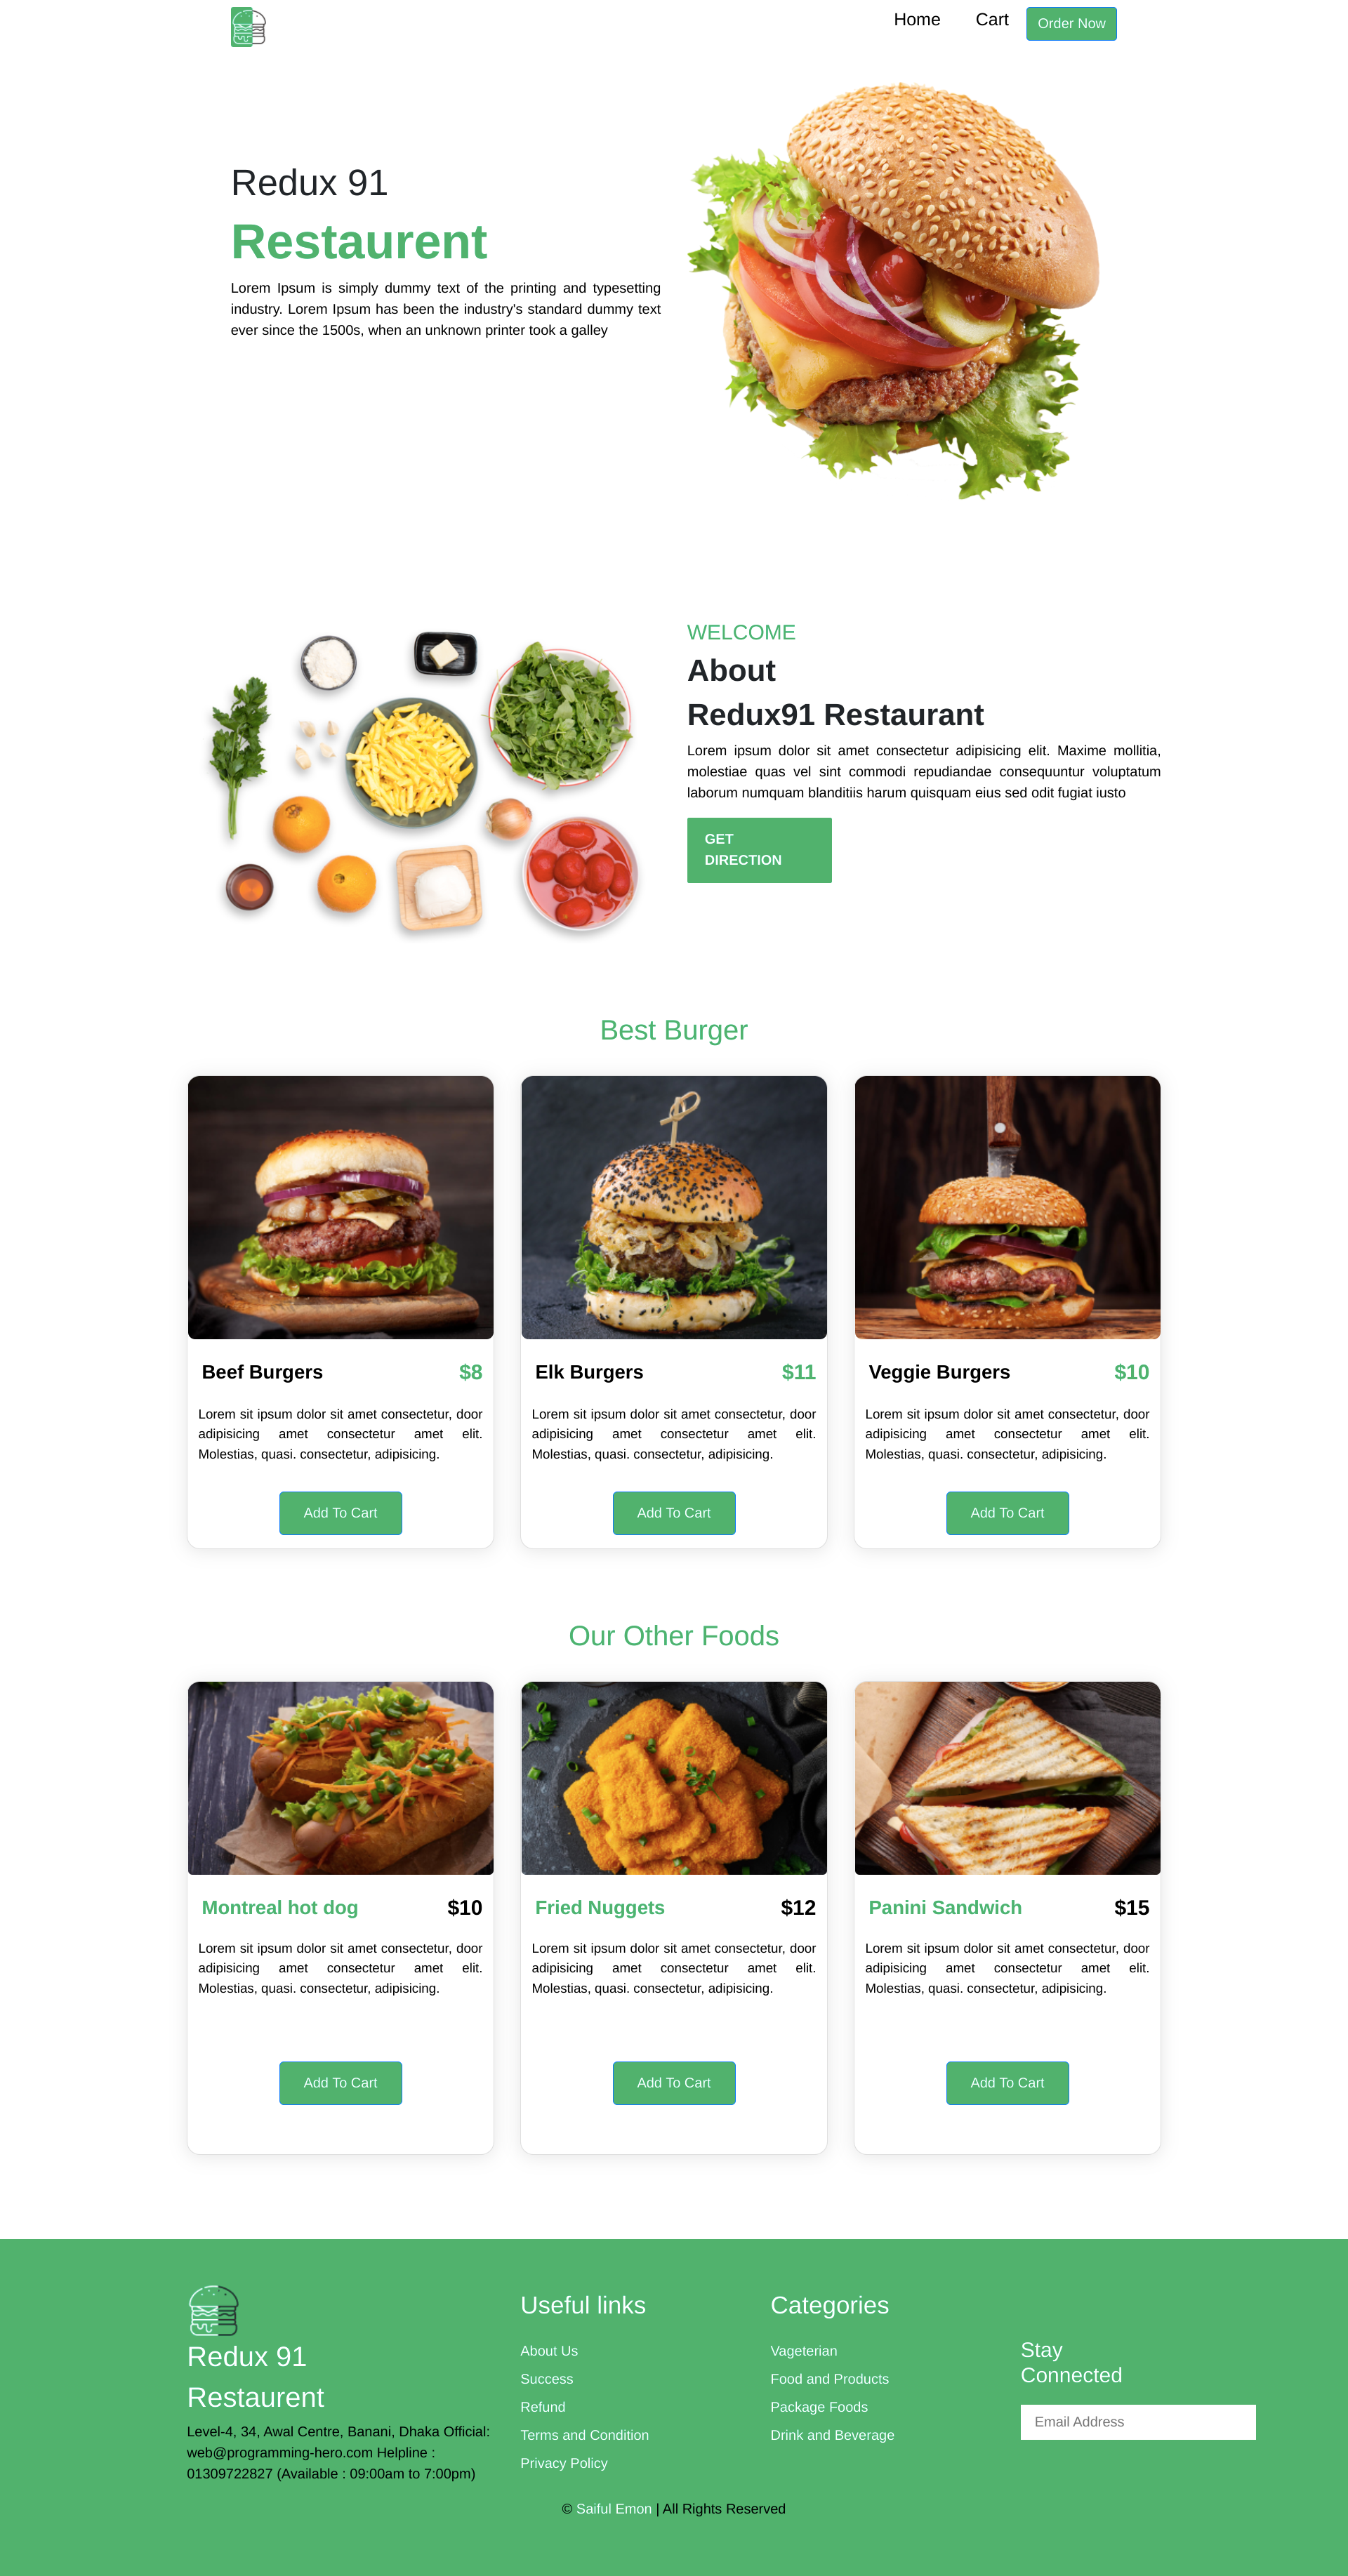 Home Cart Order Now
Redux 91
Restaurent
Lorem Ipsum is simply dummy text of the printing and typesetting
industry. Lorem Ipsum has been the industry's standard dummy text
ever since the 1500s, when an unknown printer took a galley
WELCOME
About
Redux91 Restaurant
Lorem ipsum dolor sit amet consectetur adipisicing elit. Maxime mollitia,
molestiae quas vel sint commodi repudiandae consequuntur voluptatum
laborum numquam blanditiis harum quisquam eius sed odit fugiat iusto
GET
DIRECTION
Best Burger
Beef Burgers $8
Lorem sit ipsum dolor sit amet consectetur, door
adipisicing amet consectetur amet elit.
Molestias, quasi. consectetur, adipisicing.
Add To Cart
Elk Burgers $11
Lorem sit ipsum dolor sit amet consectetur, door
adipisicing amet consectetur amet elit.
Molestias, quasi. consectetur, adipisicing.
Add To Cart
Veggie Burgers $10
Lorem sit ipsum dolor sit amet consectetur, door
adipisicing amet consectetur amet elit.
Molestias, quasi. consectetur, adipisicing.
Add To Cart
Our Other Foods
Montreal hot dog $10
Lorem sit ipsum dolor sit amet consectetur, door
adipisicing amet consectetur amet elit.
Molestias, quasi. consectetur, adipisicing.
Add To Cart
Fried Nuggets $12
Lorem sit ipsum dolor sit amet consectetur, door
adipisicing amet consectetur amet elit.
Molestias, quasi. consectetur, adipisicing.
Add To Cart
Panini Sandwich $15
Lorem sit ipsum dolor sit amet consectetur, door
adipisicing amet consectetur amet elit.
Molestias, quasi. consectetur, adipisicing.
Add To Cart
Redux 91
Restaurent
Level-4, 34, Awal Centre, Banani, Dhaka Official:
web@programming-hero.com Helpline :
01309722827 (Available : 09:00am to 7:00pm)
Useful links
About Us
Success
Refund
Terms and Condition
Privacy Policy
Categories
Vageterian
Food and Products
Package Foods
Drink and Beverage
Stay
Connected
Email Address
© Saiful Emon | All Rights Reserved